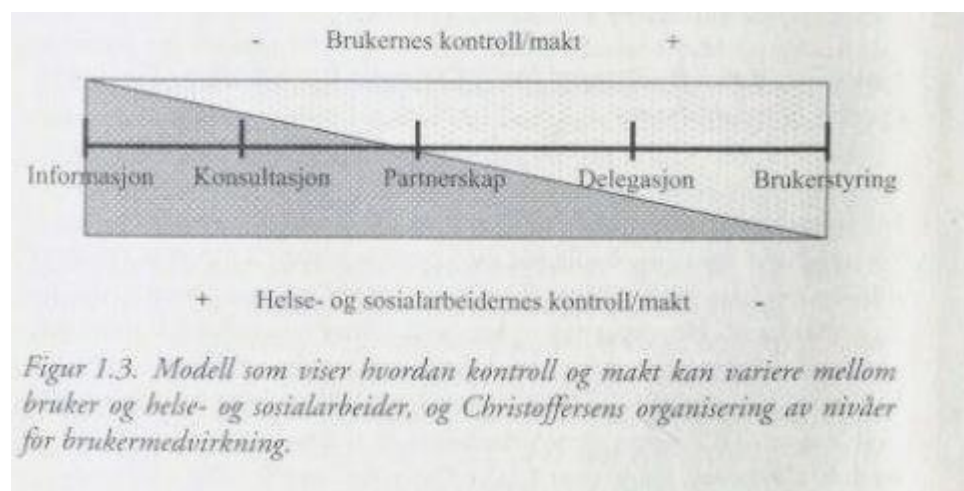 - Brukernes kontroll/makt +
Informasjon Konsultasjon Partnerskap Delegasjon Brukerstyring
+ Helse- og sosialarbeidernes kontroll/makt -
Figur 1.3. Modell som viser hvordan kontroll og makt kan variere mellom
bruker og helse- og sosialarbeider, og Christoffersens organisering av nivåer
for brukermedvirkning.